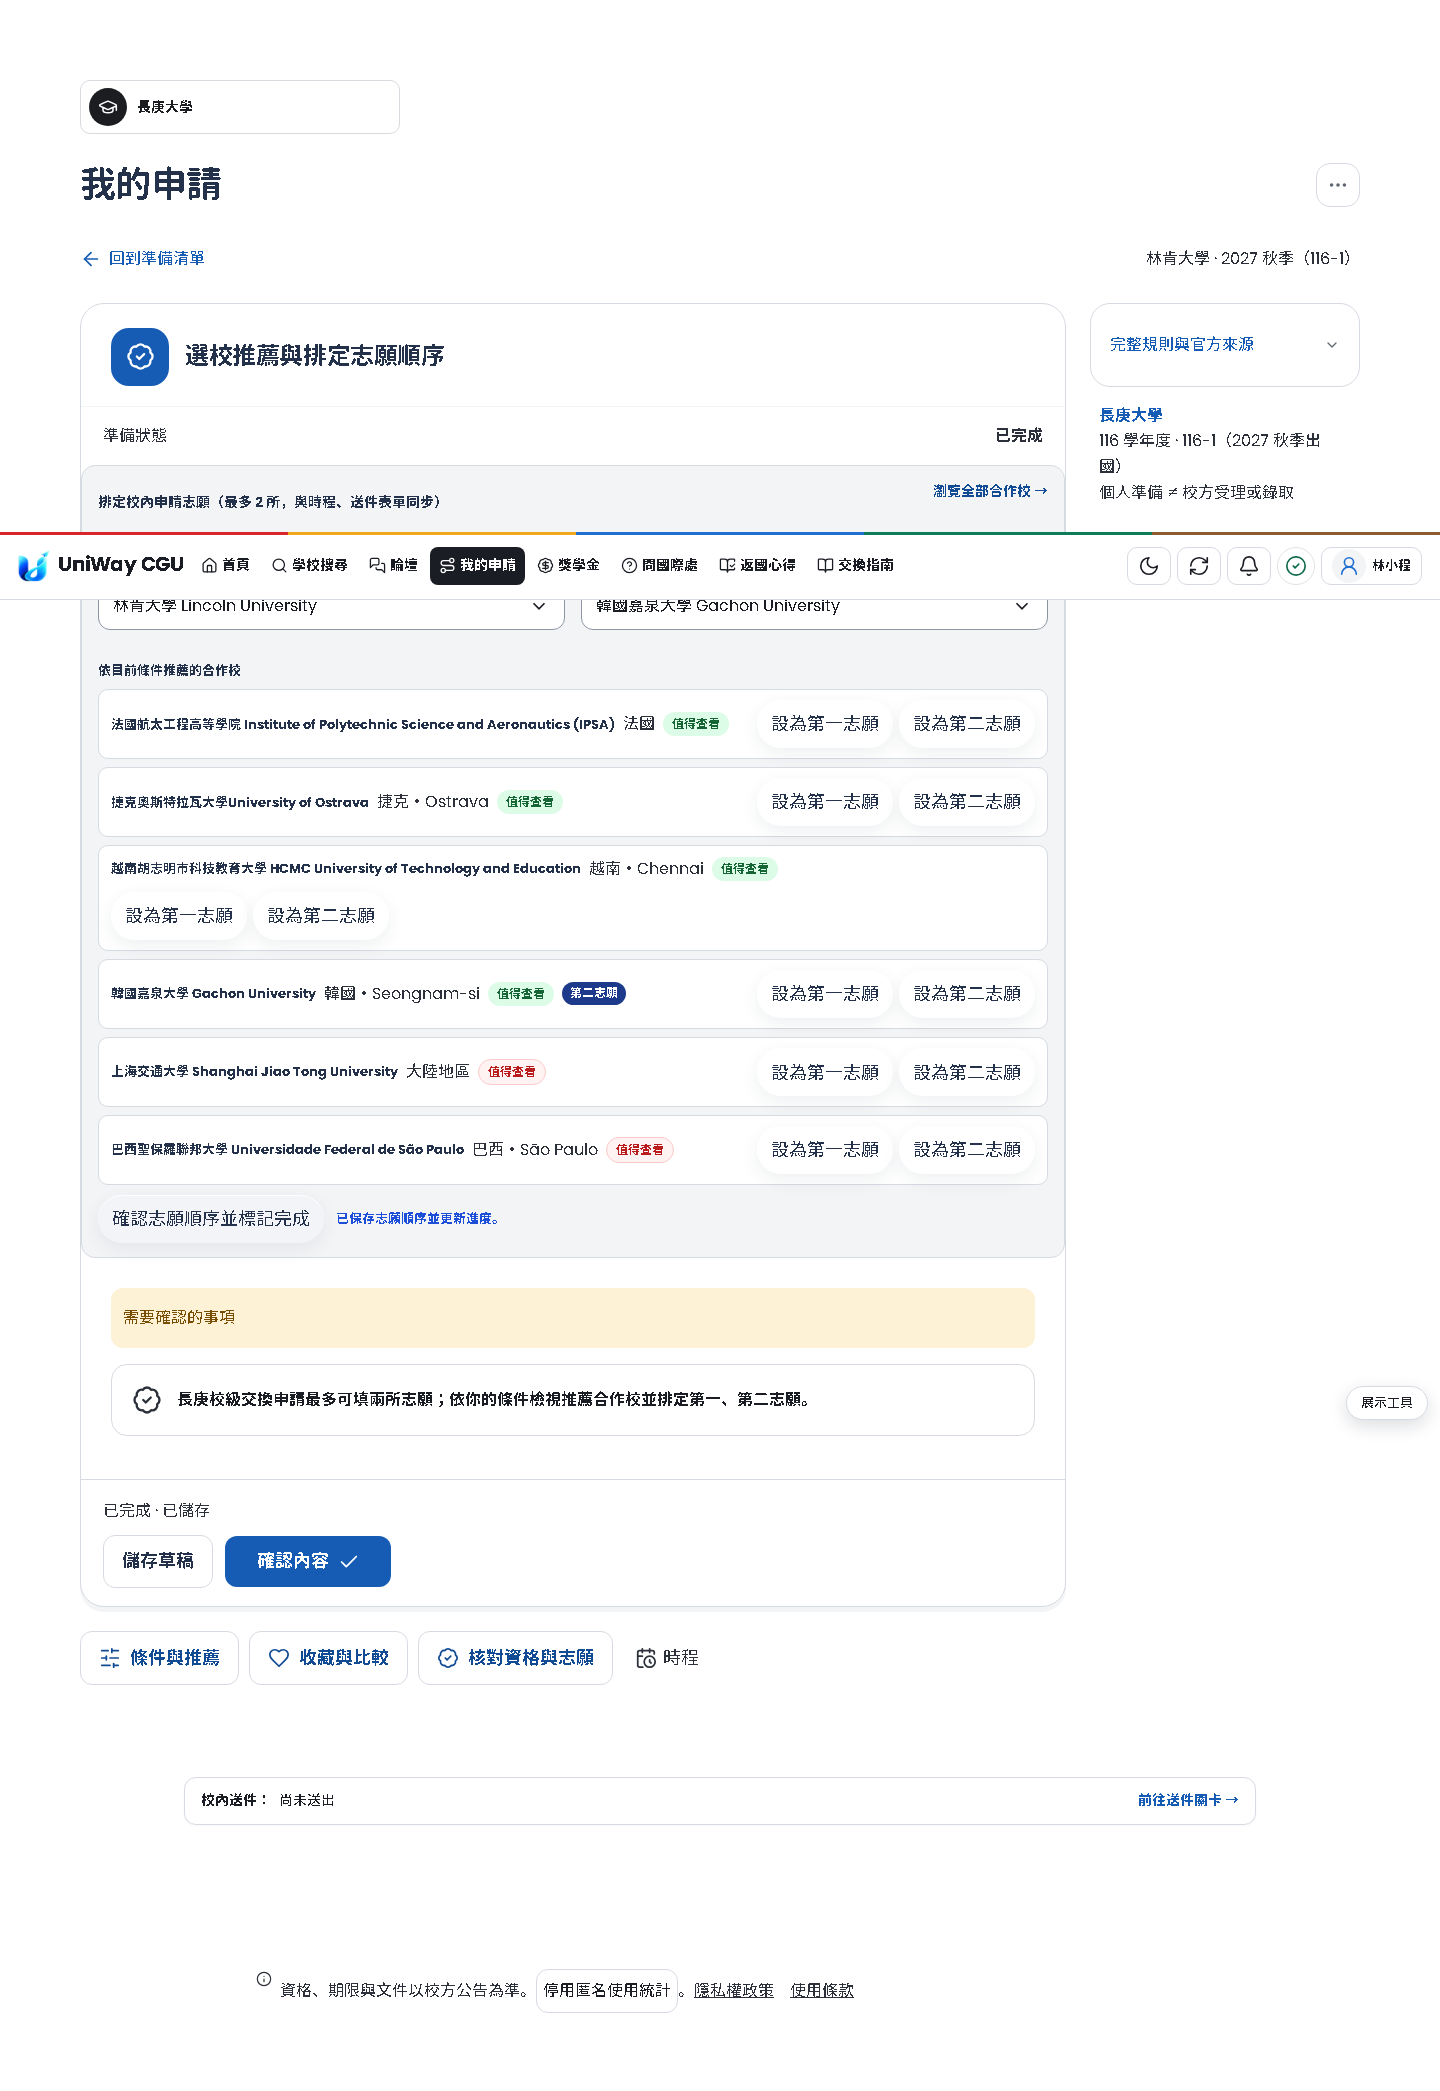 長庚大學
我的申請
回到準備清單
林肯大學 · 2027 秋季（116-1）
選校推薦與排定志願順序
準備狀態
已完成
完整規則與官方來源
長庚大學
116 學年度 · 116-1（2027 秋季出
國）
個人準備 ≠ 校方受理或錄取
排定校內申請志願（最多 2 所，與時程、送件表單同步）
瀏覽全部合作校 →
UniWay CGU
首頁
學校搜尋
論壇
我的申請
獎學金
問國際處
返國心得
交換指南
林小程
林肯大學 Lincoln University
韓國嘉泉大學 Gachon University
依目前條件推薦的合作校
法國航太工程高等學院 Institute of Polytechnic Science and Aeronautics (IPSA) 法國 值得查看 設為第一志願 設為第二志願
捷克奧斯特拉瓦大學University of Ostrava 捷克・Ostrava 值得查看 設為第一志願 設為第二志願
越南胡志明市科技教育大學 HCMC University of Technology and Education 越南・Chennai 值得查看
設為第一志願 設為第二志願
韓國嘉泉大學 Gachon University 韓國・Seongnam-si 值得查看 第二志願 設為第一志願 設為第二志願
上海交通大學 Shanghai Jiao Tong University 大陸地區 值得查看 設為第一志願 設為第二志願
巴西聖保羅聯邦大學 Universidade Federal de São Paulo 巴西・São Paulo 值得查看 設為第一志願 設為第二志願
確認志願順序並標記完成 已保存志願順序並更新進度。
需要確認的事項
長庚校級交換申請最多可填兩所志願；依你的條件檢視推薦合作校並排定第一、第二志願。
展示工具
已完成 · 已儲存
儲存草稿
確認內容
條件與推薦
收藏與比較
核對資格與志願
時程
校內送件： 尚未送出
前往送件關卡 →
資格、期限與文件以校方公告為準。 停用匿名使用統計 。隱私權政策 使用條款